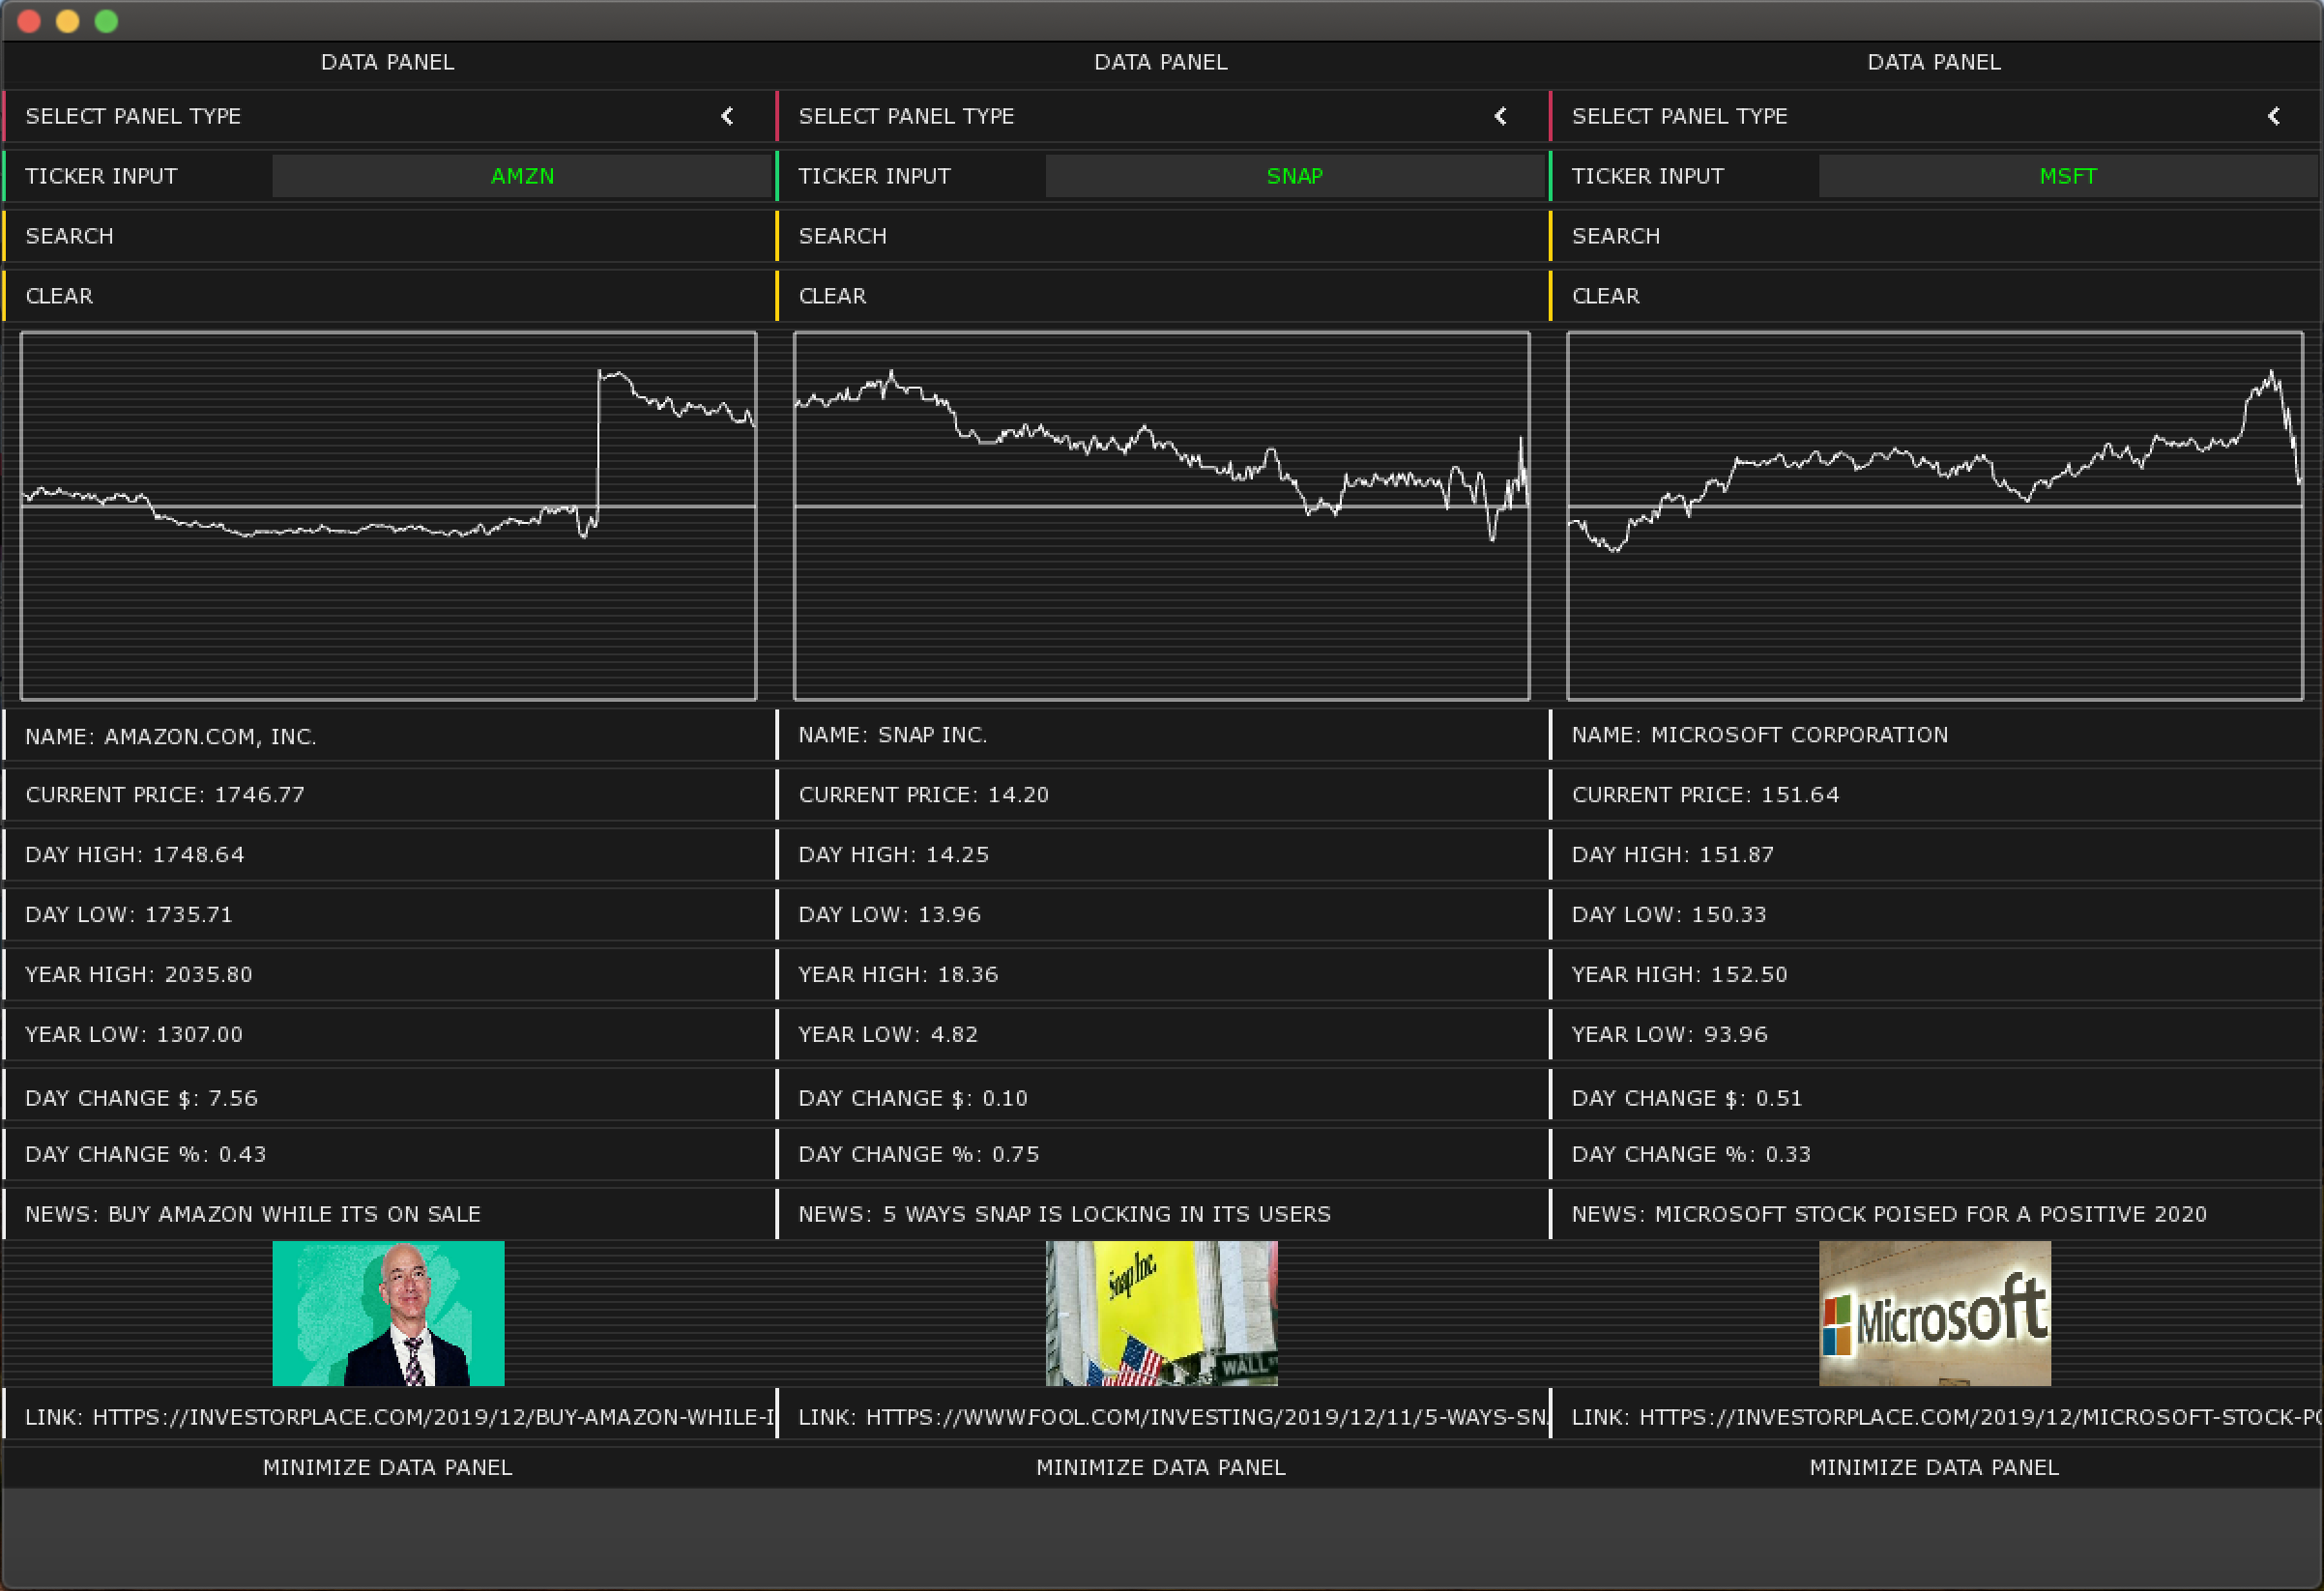 DATA PANEL
SELECT PANEL TYPE
TICKER INPUT AMZN
SEARCH
CLEAR
NAME: AMAZON.COM, INC.
CURRENT PRICE: 1746.77
DAY HIGH: 1748.64
DAY LOW: 1735.71
YEAR HIGH: 2035.80
YEAR LOW: 1307.00
DAY CHANGE $: 7.56
DAY CHANGE %: 0.43
NEWS: BUY AMAZON WHILE ITS ON SALE
LINK: HTTPS://INVESTORPLACE.COM/2019/12/BUY-AMAZON-WHILE-I
MINIMIZE DATA PANEL
DATA PANEL
SELECT PANEL TYPE
TICKER INPUT SNAP
SEARCH
CLEAR
NAME: SNAP INC.
CURRENT PRICE: 14.20
DAY HIGH: 14.25
DAY LOW: 13.96
YEAR HIGH: 18.36
YEAR LOW: 4.82
DAY CHANGE $: 0.10
DAY CHANGE %: 0.75
NEWS: 5 WAYS SNAP IS LOCKING IN ITS USERS
Snap Inc.
WALL
LINK: HTTPS://WWW.FOOL.COM/INVESTING/2019/12/11/5-WAYS-SN
MINIMIZE DATA PANEL
DATA PANEL
SELECT PANEL TYPE
TICKER INPUT MSFT
SEARCH
CLEAR
NAME: MICROSOFT CORPORATION
CURRENT PRICE: 151.64
DAY HIGH: 151.87
DAY LOW: 150.33
YEAR HIGH: 152.50
YEAR LOW: 93.96
DAY CHANGE $: 0.51
DAY CHANGE %: 0.33
NEWS: MICROSOFT STOCK POISED FOR A POSITIVE 2020
Microsoft
LINK: HTTPS://INVESTORPLACE.COM/2019/12/MICROSOFT-STOCK-P
MINIMIZE DATA PANEL